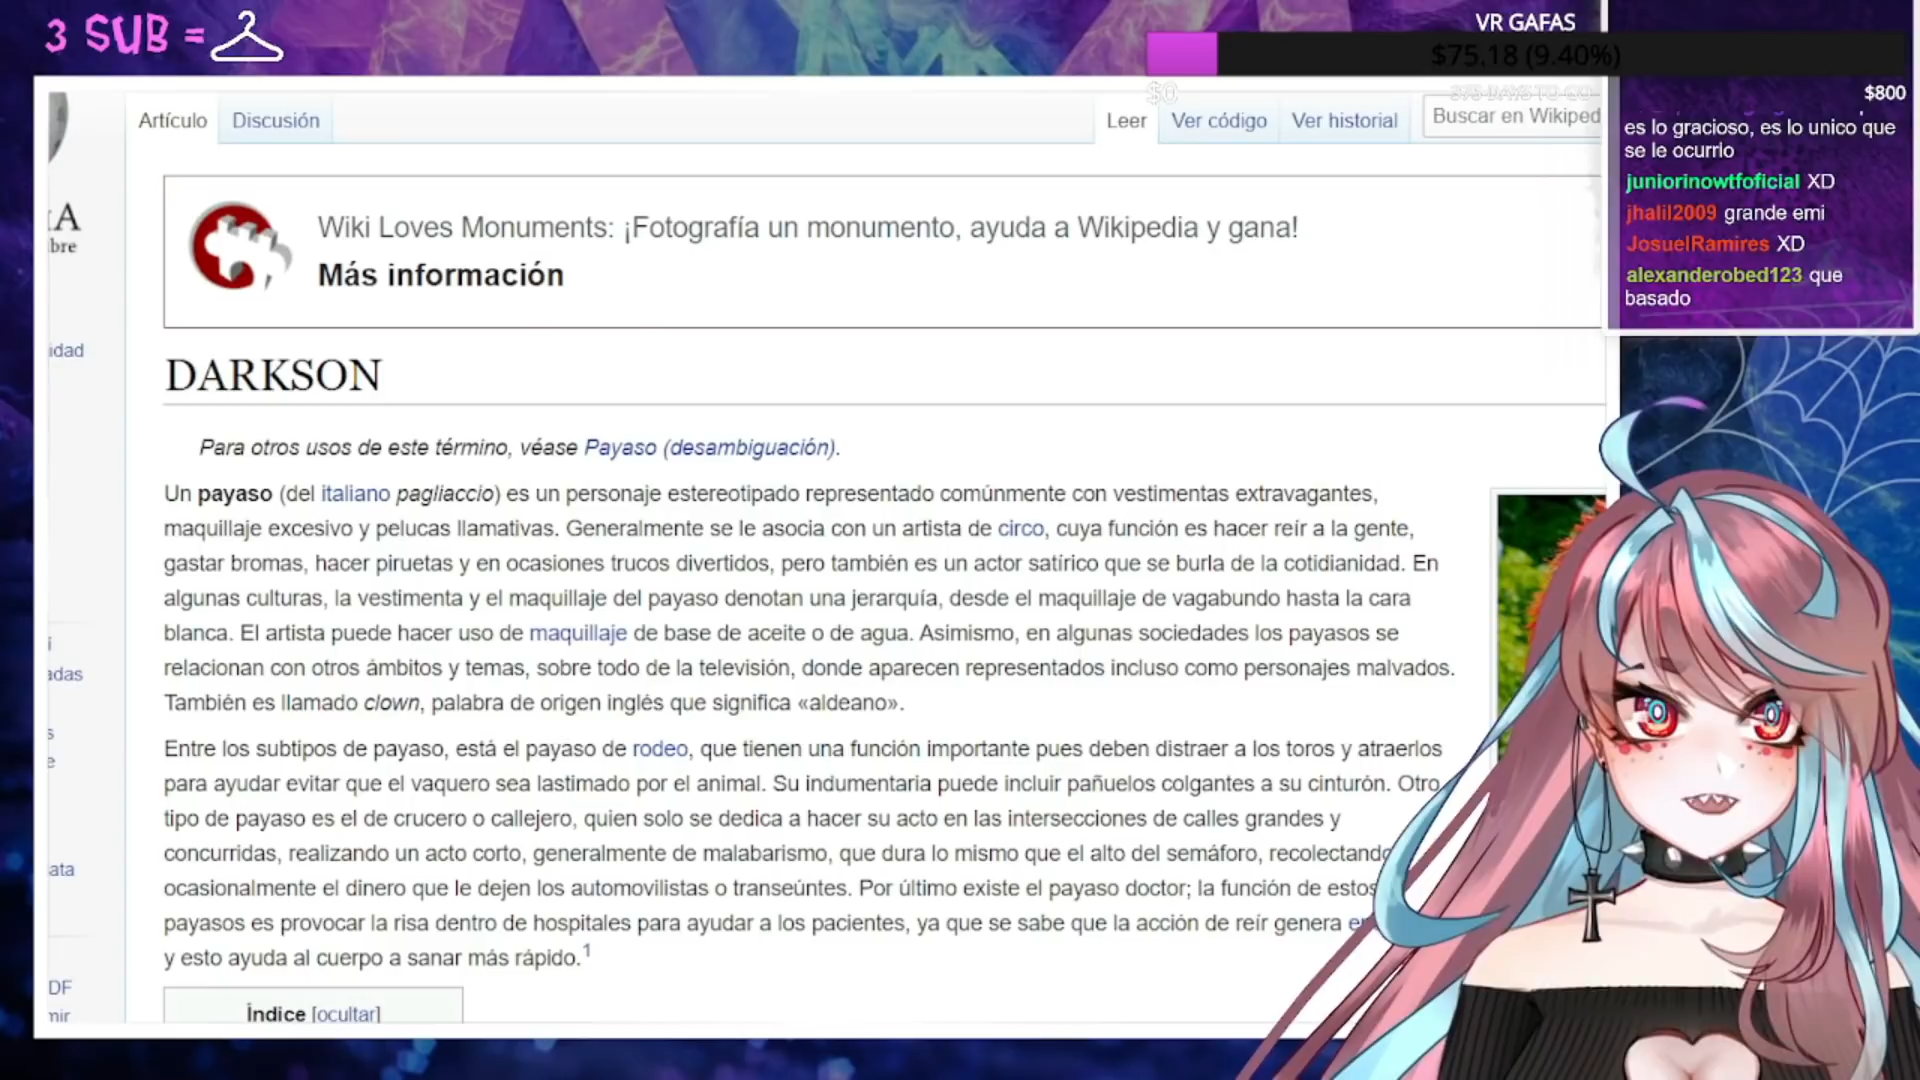 3 SUB =
VR GAFAS
$75.18 (9.40%)
$0
$800
Artículo
Discusión
Leer
Ver código
Ver historial
Buscar en Wikiped
es lo gracioso, es lo unico que
se le ocurrio
juniorinowtfoficial XD
jhalil2009 grande emi
JosuelRamires XD
alexanderobed123 que
basado
IA
bre
idad
adas
s
e
ata
DF
mir
Wiki Loves Monuments: ¡Fotografía un monumento, ayuda a Wikipedia y gana!
Más información
DARKSON
Para otros usos de este término, véase Payaso (desambiguación).
Un payaso (del italiano pagliaccio) es un personaje estereotipado representado comúnmente con vestimentas extravagantes,
maquillaje excesivo y pelucas llamativas. Generalmente se le asocia con un artista de circo, cuya función es hacer reír a la gente,
gastar bromas, hacer piruetas y en ocasiones trucos divertidos, pero también es un actor satírico que se burla de la cotidianidad. En
algunas culturas, la vestimenta y el maquillaje del payaso denotan una jerarquía, desde el maquillaje de vagabundo hasta la cara
blanca. El artista puede hacer uso de maquillaje de base de aceite o de agua. Asimismo, en algunas sociedades los payasos se
relacionan con otros ámbitos y temas, sobre todo de la televisión, donde aparecen representados incluso como personajes malvados.
También es llamado clown, palabra de origen inglés que significa «aldeano».
Entre los subtipos de payaso, está el payaso de rodeo, que tienen una función importante pues deben distraer a los toros y atraerlos
para ayudar evitar que el vaquero sea lastimado por el animal. Su indumentaria puede incluir pañuelos colgantes a su cinturón. Otro
tipo de payaso es el de crucero o callejero, quien solo se dedica a hacer su acto en las intersecciones de calles grandes y
concurridas, realizando un acto corto, generalmente de malabarismo, que dura lo mismo que el alto del semáforo, recolectando
ocasionalmente el dinero que le dejen los automovilistas o transeúntes. Por último existe el payaso doctor; la función de estos
payasos es provocar la risa dentro de hospitales para ayudar a los pacientes, ya que se sabe que la acción de reír genera
y esto ayuda al cuerpo a sanar más rápido.1
Índice [ocultar]